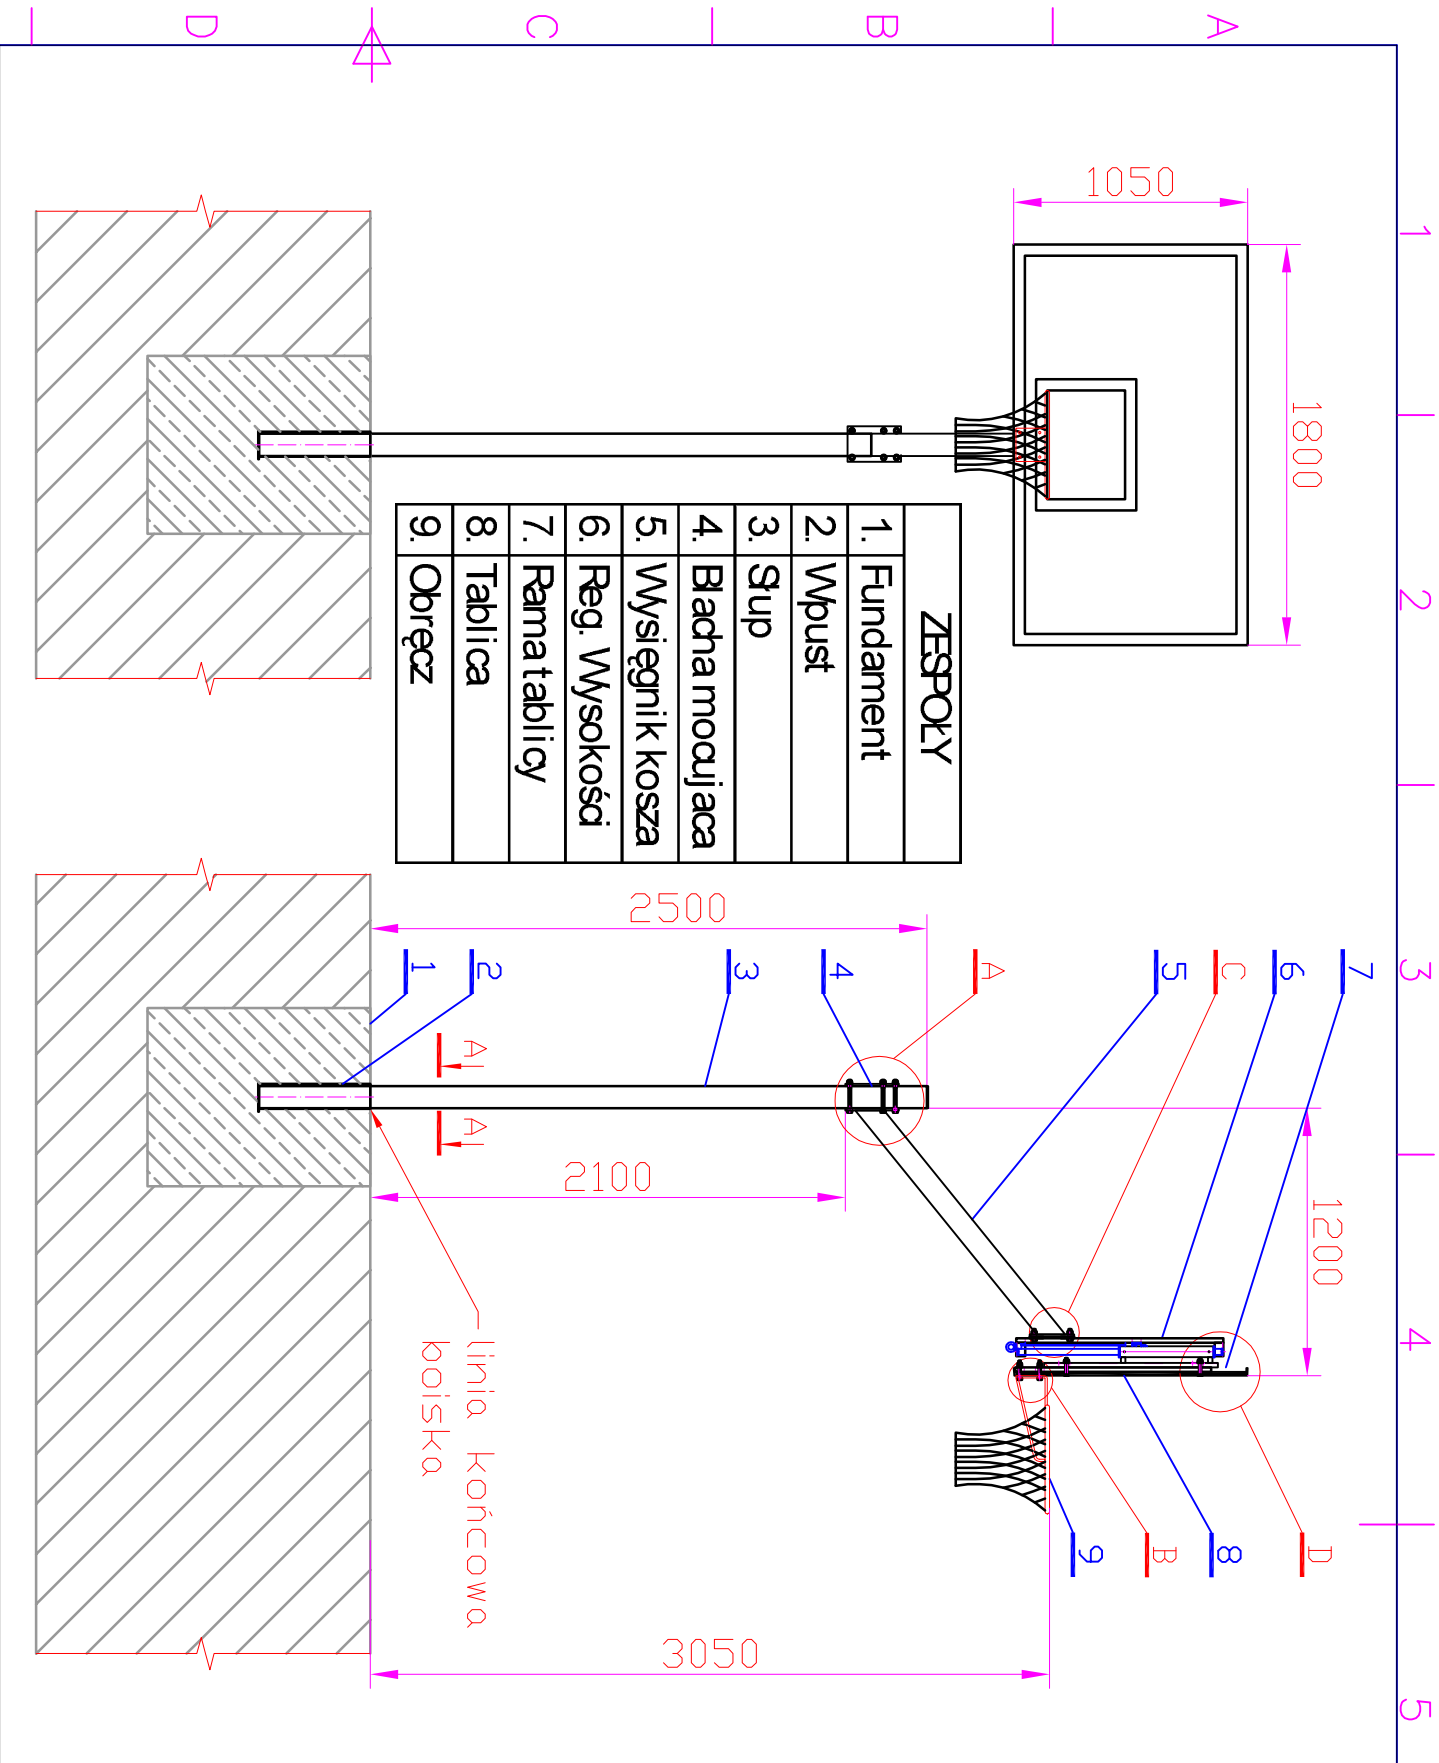 1 2 3 4 5
A
B
C
D
1800
1050
1200
7
6
C
5
A
4
3
2
1
D
8
B
9
2500
2100
3050
A
A
linia końcowa
boiska
ZESPOŁY
1. Fundament
2. Wpust
3. Słup
4. Blacha mocujaca
5. Wysięgnik kosza
6. Reg. Wysokości
7. Rama tablicy
8. Tablica
9. Obręcz